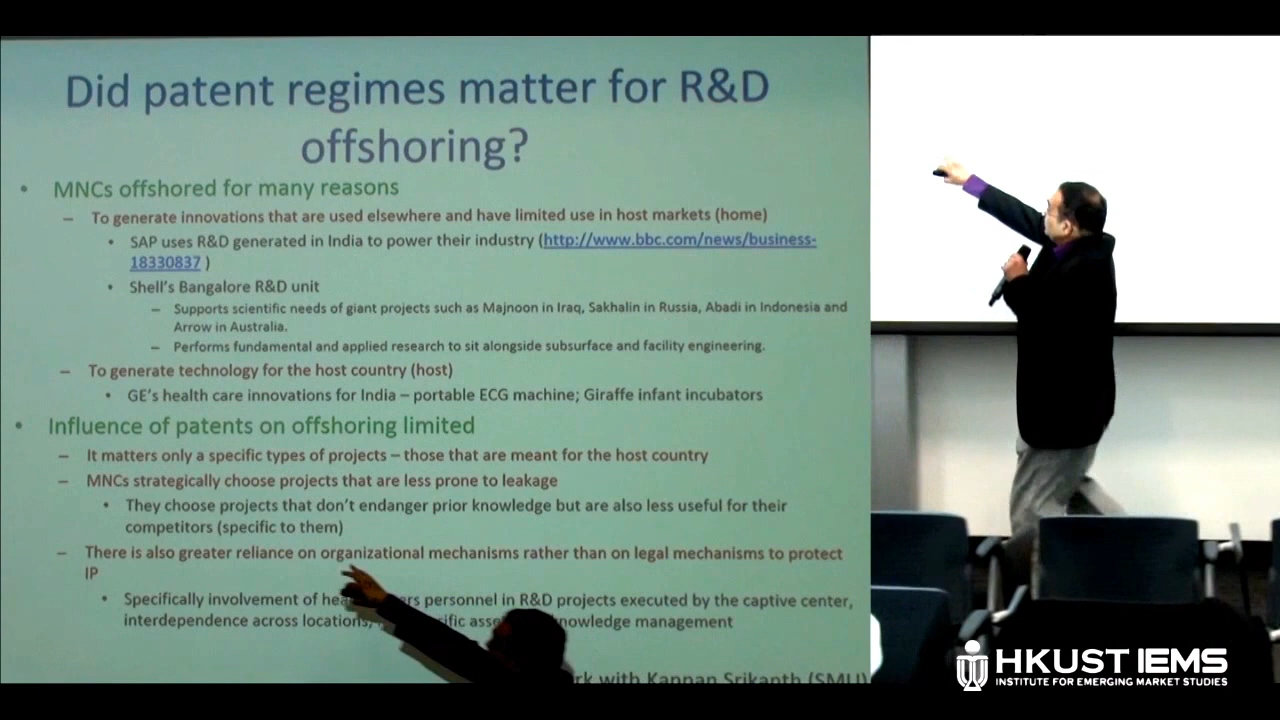 Did patent regimes matter for R&D
offshoring?
• MNCs offshored for many reasons
– To generate innovations that are used elsewhere and have limited use in host markets (home)
• SAP uses R&D generated in India to power their industry (http://www.bbc.com/news/business-
18330837 )
• Shell's Bangalore R&D unit
– Supports scientific needs of giant projects such as Majnoon in Iraq, Sakhalin in Russia, Abadi in Indonesia and
Arrow in Australia.
– Performs fundamental and applied research to sit alongside subsurface and facility engineering.
– To generate technology for the host country (host)
• GE's health care innovations for India – portable ECG machine; Giraffe infant incubators
• Influence of patents on offshoring limited
– It matters only a specific types of projects – those that are meant for the host country
– MNCs strategically choose projects that are less prone to leakage
• They choose projects that don't endanger prior knowledge but are also less useful for their
competitors (specific to them)
– There is also greater reliance on organizational mechanisms rather than on legal mechanisms to protect
IP
• Specifically involvement of personnel in R&D projects executed by the captive center,
interdependence across locations, management
with Kannan Srikanth (SMU)
HKUST IEMS
INSTITUTE FOR EMERGING MARKET STUDIES